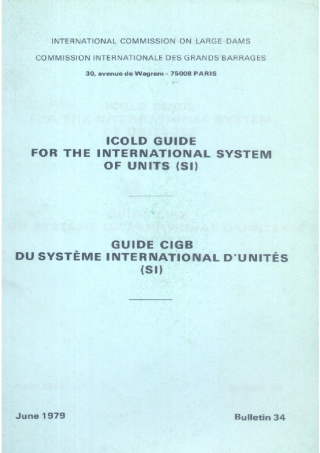 INTERNATIONAL COMMISSION ON LARGE DAMS
COMMISSION INTERNATIONALE DES GRANDS BARRAGES
30, avenue de Wagram - 75008 PARIS
ICOLD GUIDE
FOR THE INTERNATIONAL SYSTEM
OF UNITS (SI)
GUIDE CIGB
DU SYSTÈME INTERNATIONAL D'UNITÉS
(SI)
June 1979 Bulletin 34